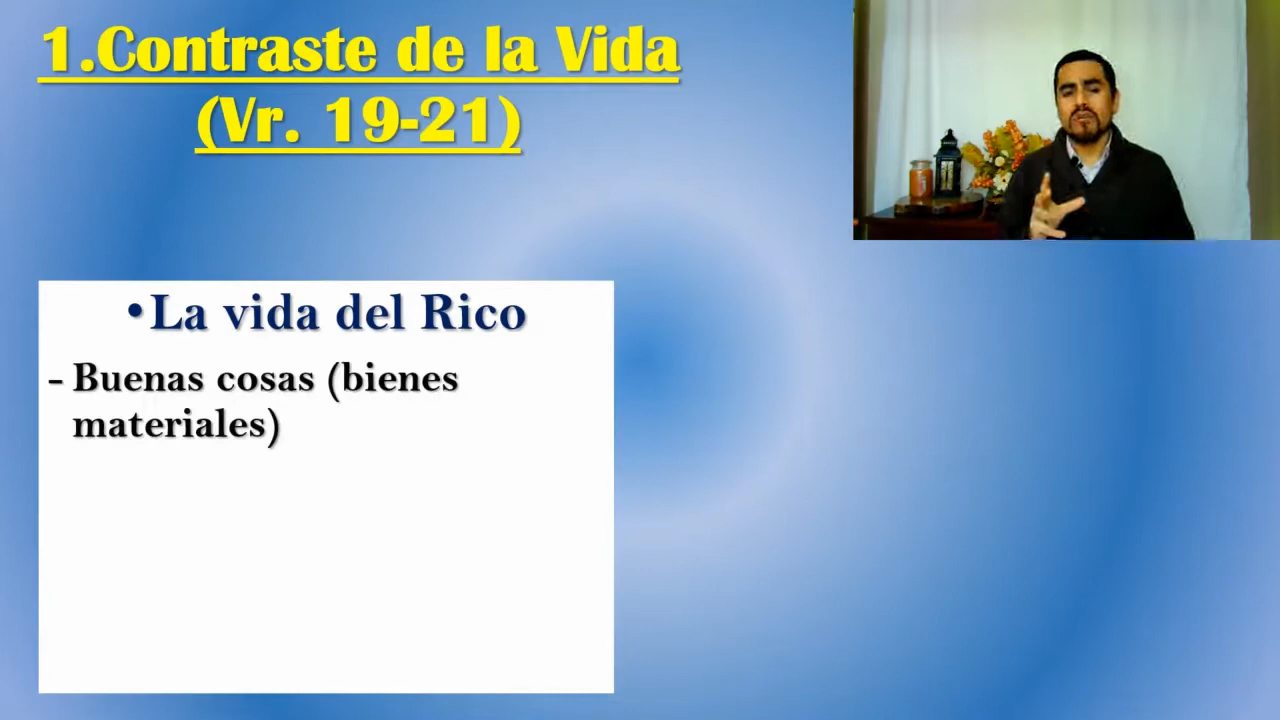 1.Contraste de la Vida
(Vr. 19-21)
•La vida del Rico
- Buenas cosas (bienes
materiales)